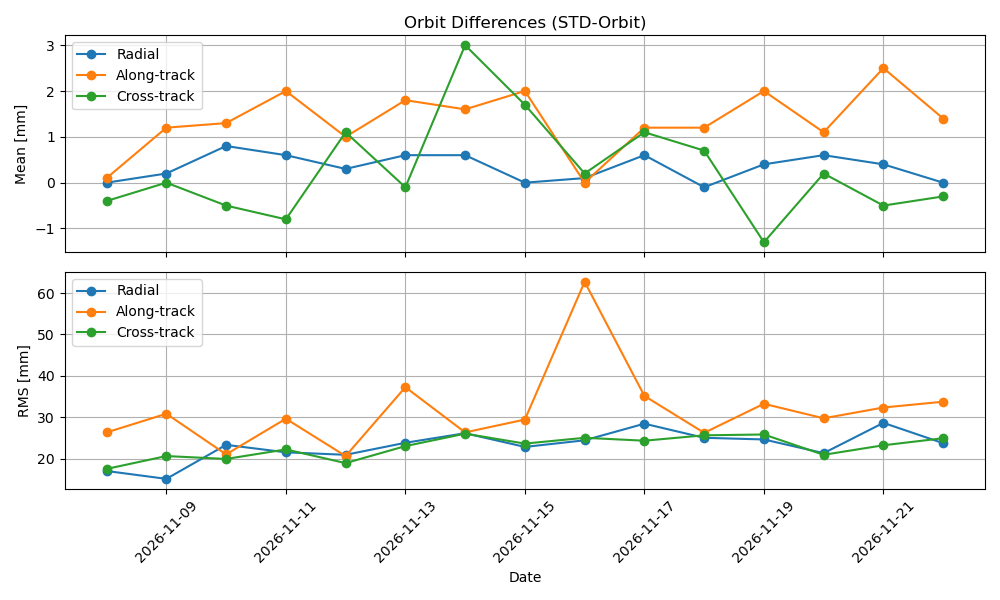 Orbit Differences (STD-Orbit)
Mean [mm]
3
2
1
0
−1
Radial
Along-track
Cross-track
RMS [mm]
60
50
40
30
20
Radial
Along-track
Cross-track
2026-11-09
2026-11-11
2026-11-13
2026-11-15
2026-11-17
2026-11-19
2026-11-21
Date